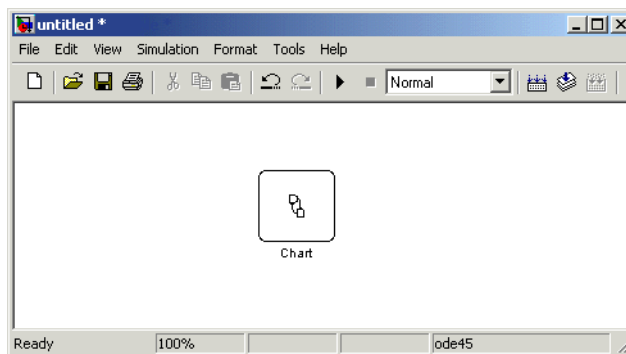 untitled *
File Edit View Simulation Format Tools Help
Normal
Chart
Ready 100% ode45